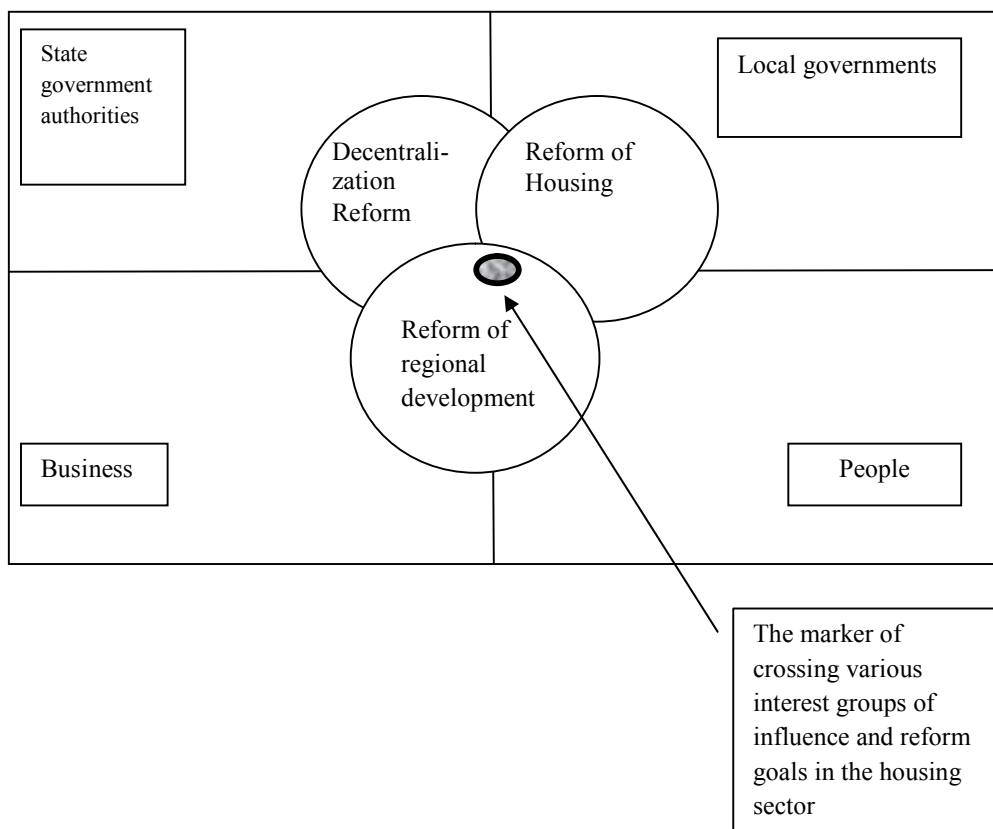 State
government
authorities
Local governments
Decentrali-
zation
Reform
Reform of
Housing
Reform of
regional
development
Business
People
The marker of
crossing various
interest groups of
influence and reform
goals in the housing
sector